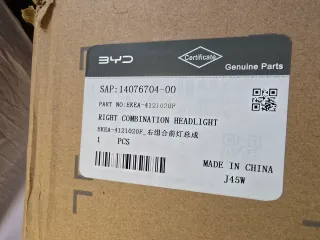 BYD
Certificate
Genuine Parts
SAP:14076704-00
PART NO:EKEA-4121020F
RIGHT COMBINATION HEADLIGHT
EKEA-4121020F_右组合前灯总成
1 PCS
MADE IN CHINA
J45W